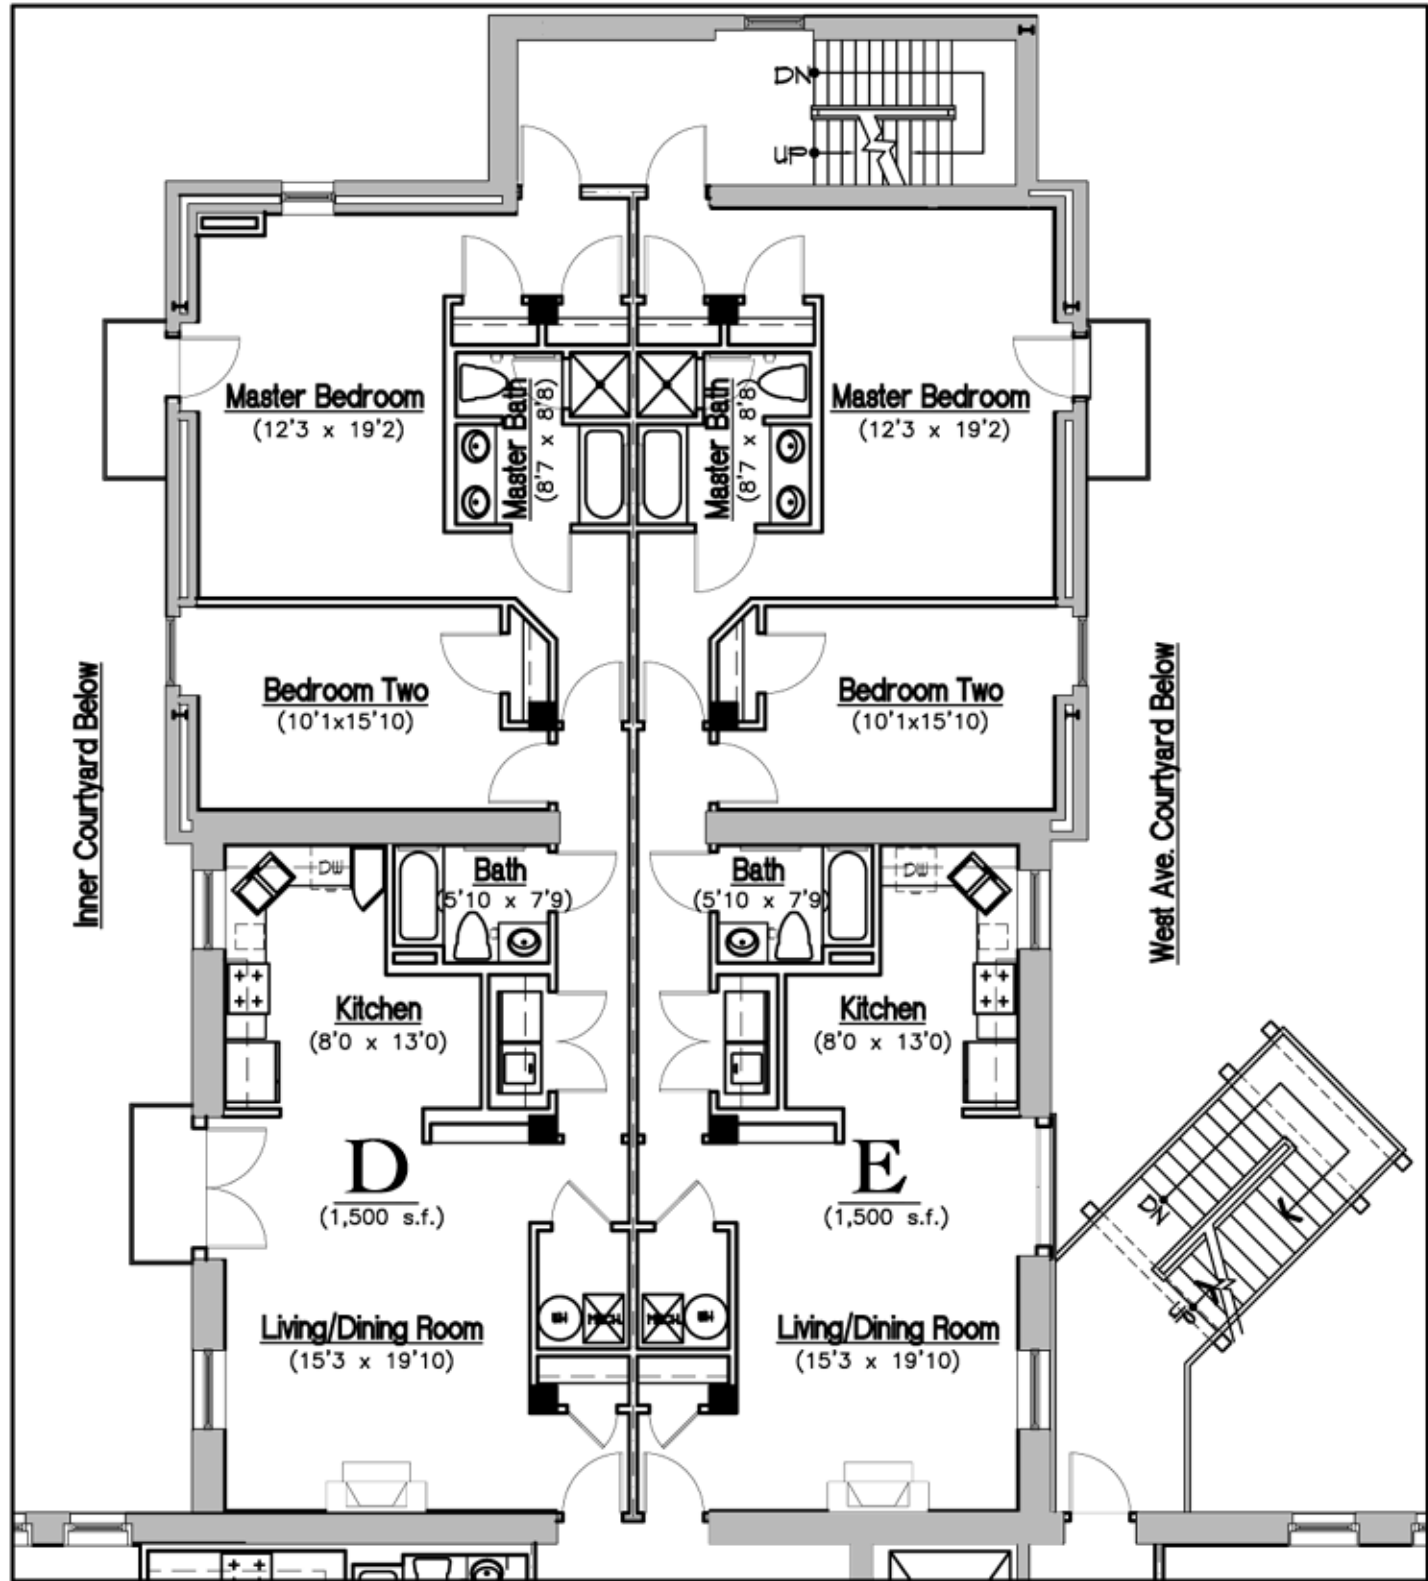 DN
UP
Master Bedroom
(12'3 x 19'2)
Master Bath
(8'7 x 8'8)
Master Bath
(8'7 x 8'8)
Master Bedroom
(12'3 x 19'2)
Inner Courtyard Below
Bedroom Two
(10'1x15'10)
Bedroom Two
(10'1x15'10)
West Ave. Courtyard Below
DW
Bath
(5'10 x 7'9)
Bath
(5'10 x 7'9)
DW
Kitchen
(8'0 x 13'0)
Kitchen
(8'0 x 13'0)
D
(1,500 s.f.)
E
(1,500 s.f.)
DN
UP
WH
MECH.
MECH.
WH
Living/Dining Room
(15'3 x 19'10)
Living/Dining Room
(15'3 x 19'10)